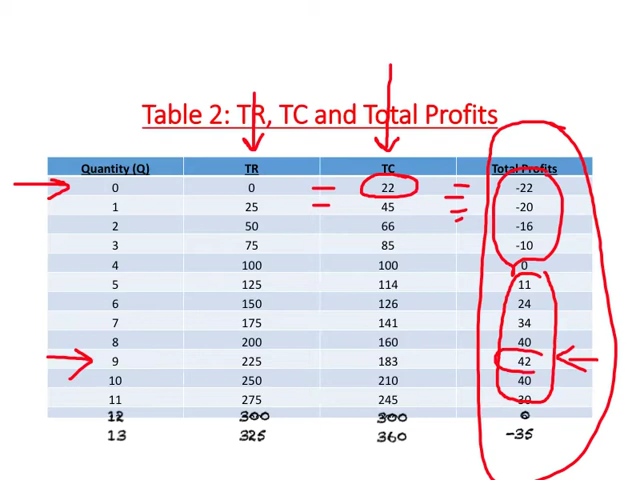 Table 2: TR, TC and Total Profits
Quantity (Q) TR TC Total Profits
0 0 22 -22
1 25 45 -20
2 50 66 -16
3 75 85 -10
4 100 100 0
5 125 114 11
6 150 126 24
7 175 141 34
8 200 160 40
9 225 183 42
10 250 210 40
11 275 245 30
12 300 300 0
13 325 360 -35